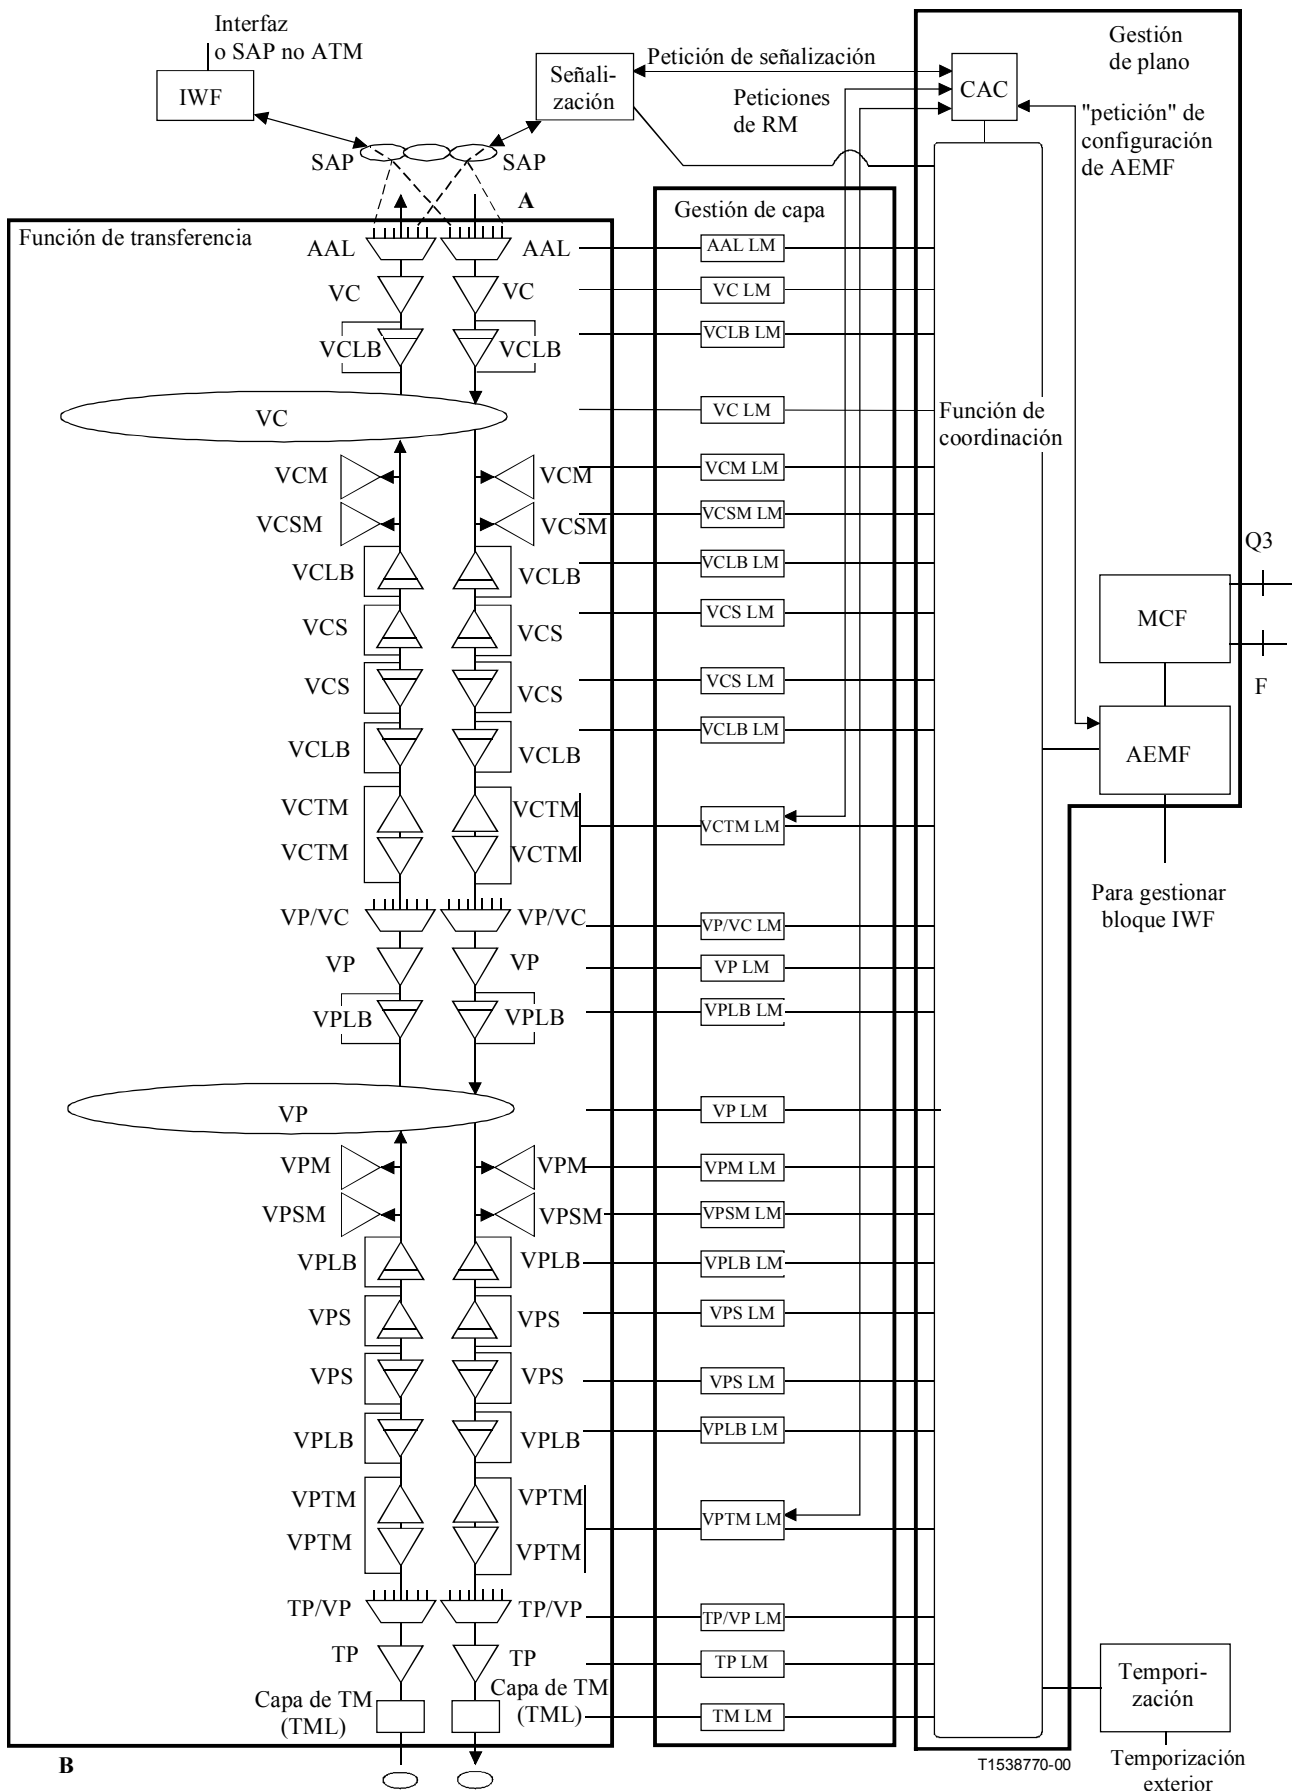 Interfaz
o SAP no ATM
IWF
Señali-
zación
Petición de señalización
Peticiones
de RM
CAC
Gestión
de plano
"petición" de
configuración
de AEMF
SAP
SAP
A
Función de transferencia
Gestión de capa
AAL
AAL
AAL LM
VC
VC
VC LM
VCLB
VCLB
VCLB LM
VC
VC LM
Función de
coordinación
VCM
VCM
VCM LM
VCSM
VCSM
VCSM LM
VCLB
VCLB
VCLB LM
Q3
VCS
VCS
VCS LM
MCF
VCS
VCS
VCS LM
F
VCLB
VCLB
VCLB LM
AEMF
VCTM
VCTM
VCTM LM
VCTM
VCTM
Para gestionar
bloque IWF
VP/VC
VP/VC
VP/VC LM
VP
VP
VP LM
VPLB
VPLB
VPLB LM
VP
VP LM
VPM
VPM
VPM LM
VPSM
VPSM
VPSM LM
VPLB
VPLB
VPLB LM
VPS
VPS
VPS LM
VPS
VPS
VPS LM
VPLB
VPLB
VPLB LM
VPTM
VPTM
VPTM LM
VPTM
VPTM
TP/VP
TP/VP
TP/VP LM
TP
TP
TP LM
Capa de TM
(TML)
Capa de TM
(TML)
TM LM
Tempori-
zación
B
T1538770-00
Temporización
exterior